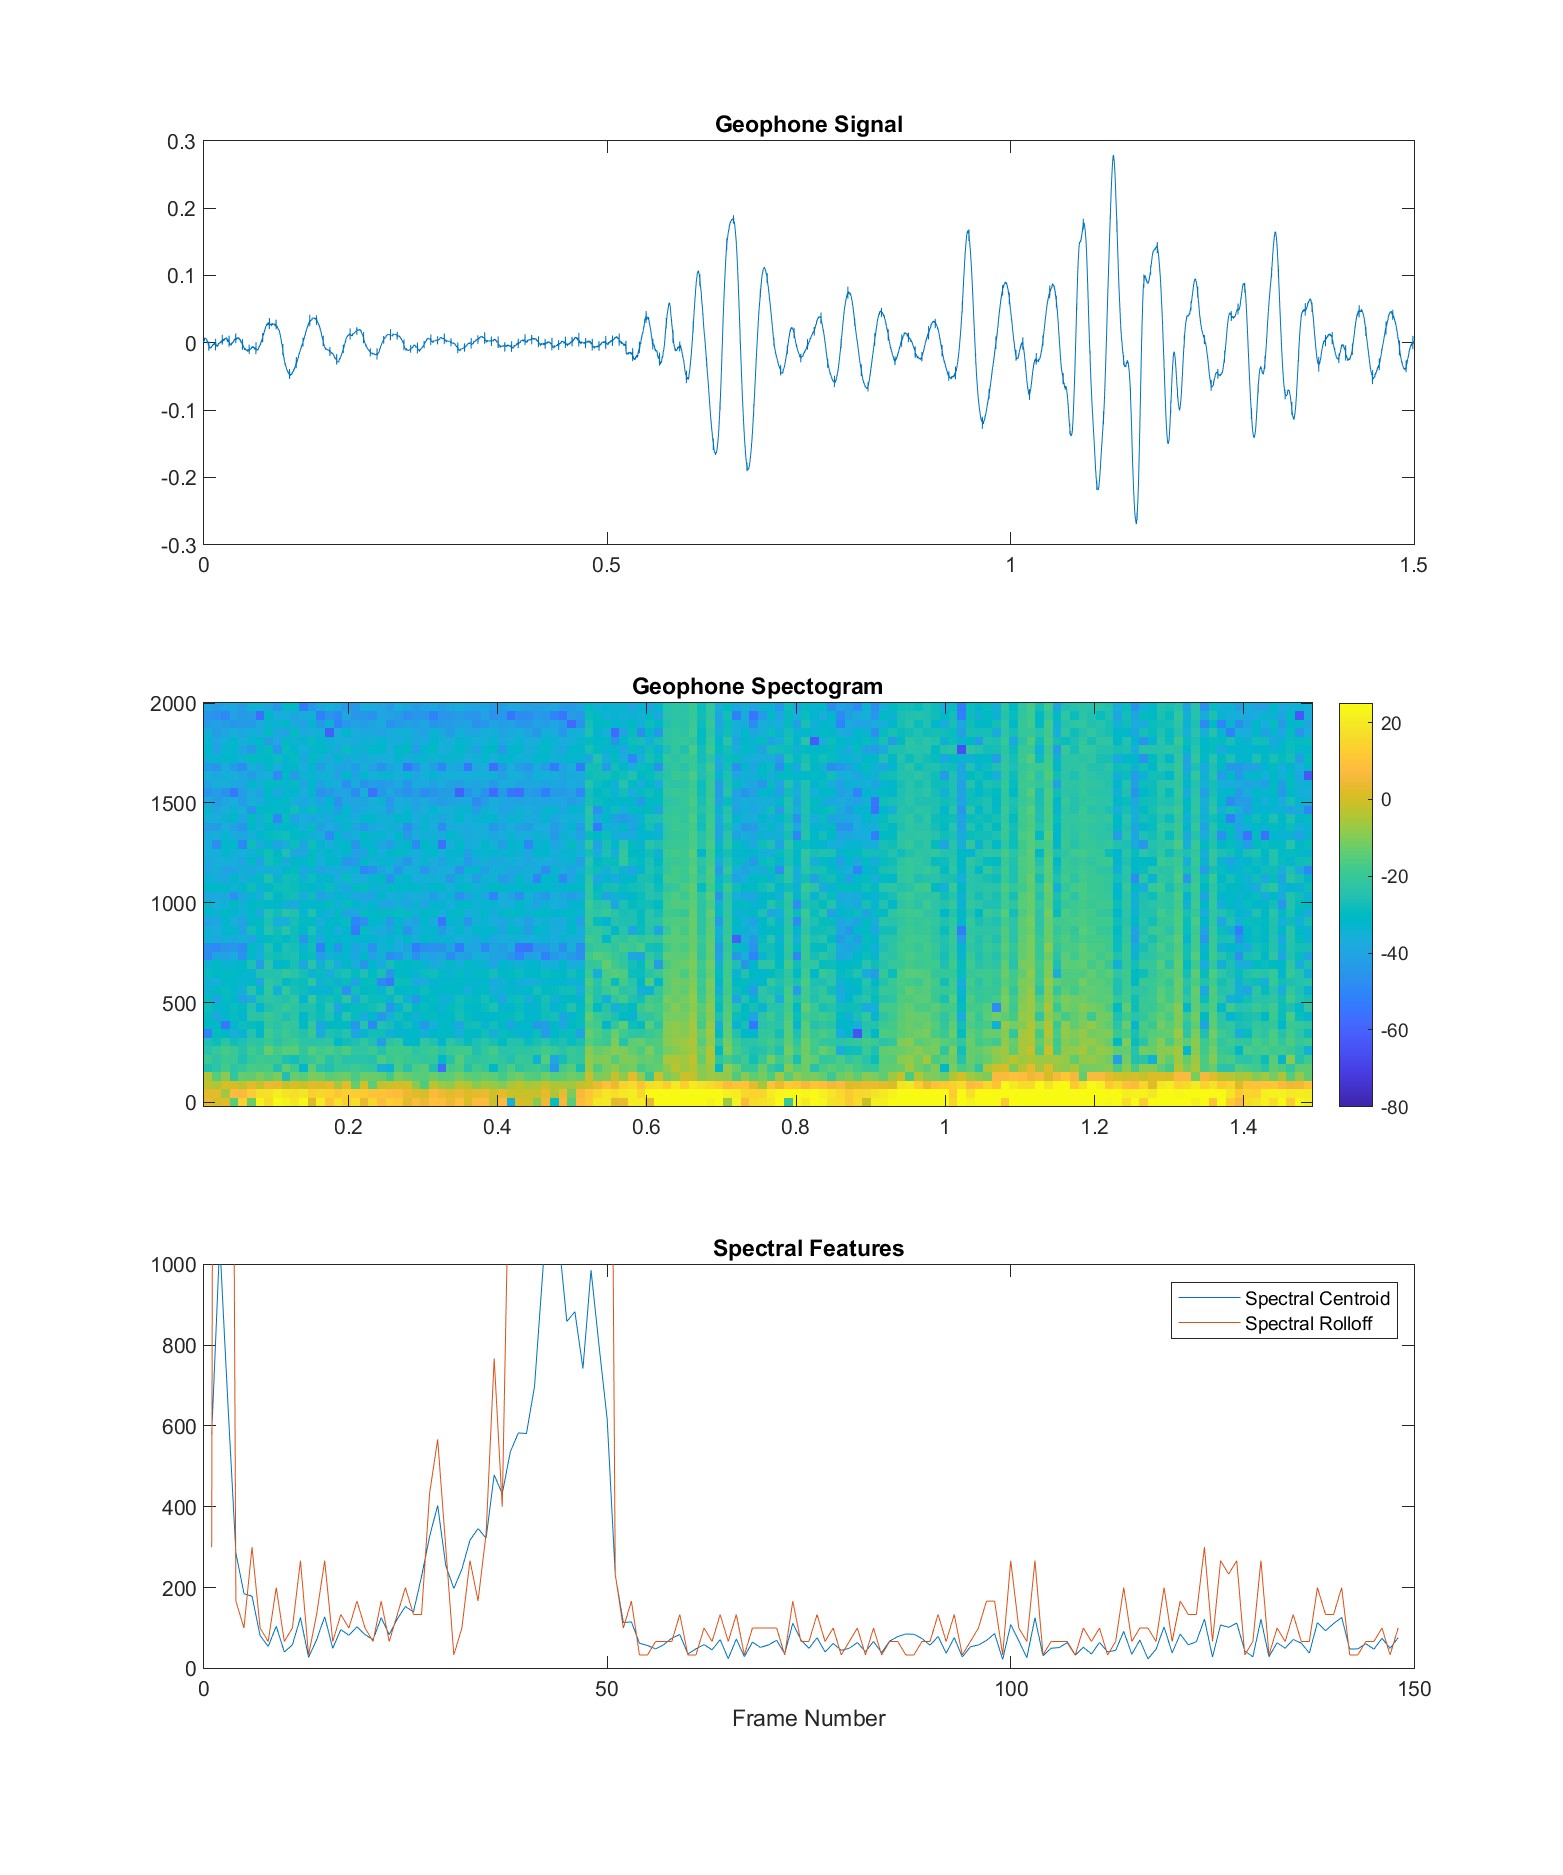 Geophone Signal
0.3
0.2
0.1
0
-0.1
-0.2
-0.3
0 0.5 1 1.5
Geophone Spectogram
2000
1500
1000
500
0
0.2 0.4 0.6 0.8 1 1.2 1.4
20
0
-20
-40
-60
-80
Spectral Features
1000
800
600
400
200
0
Spectral Centroid
Spectral Rolloff
0 50 100 150
Frame Number